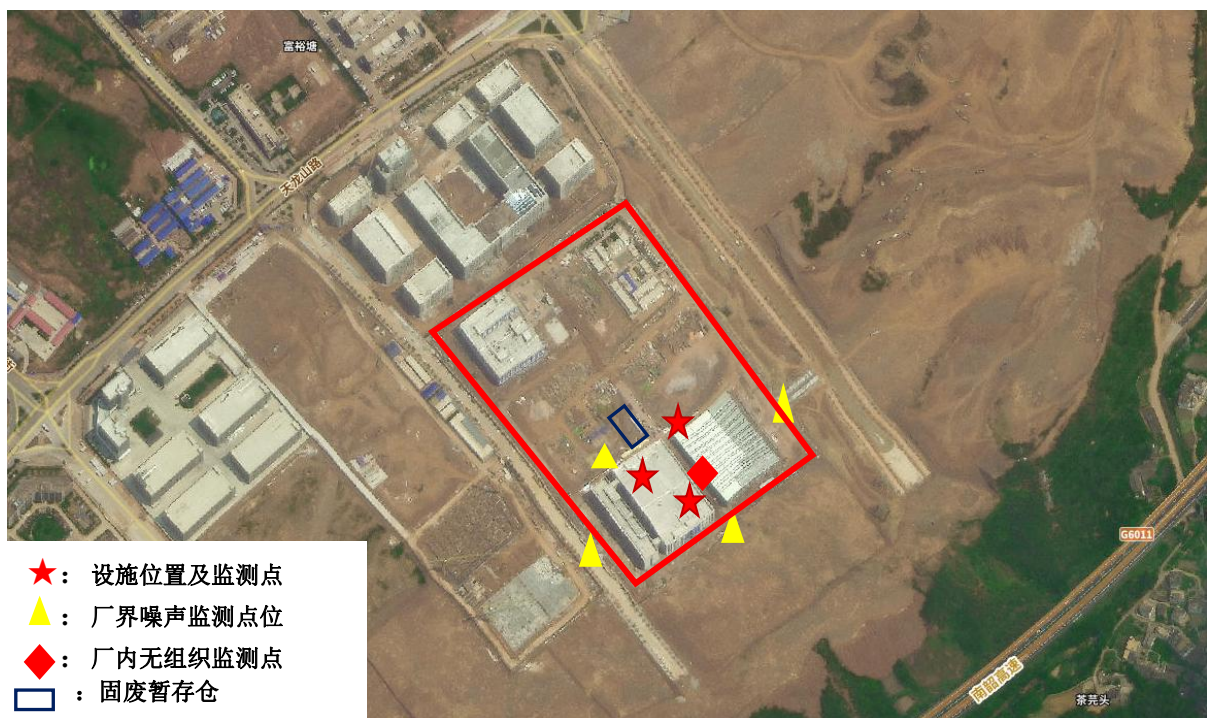 富裕塘
天龙山路
G6011
南韶高速
茶芫头
： 设施位置及监测点
： 厂界噪声监测点位
： 厂内无组织监测点
： 固废暂存仓